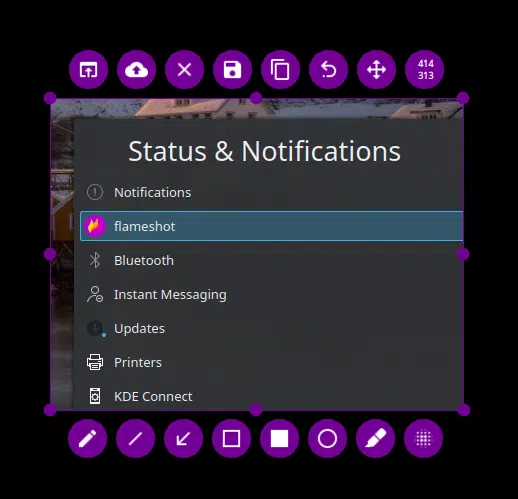 414
313
Status & Notifications
Notifications
flameshot
Bluetooth
Instant Messaging
Updates
Printers
KDE Connect